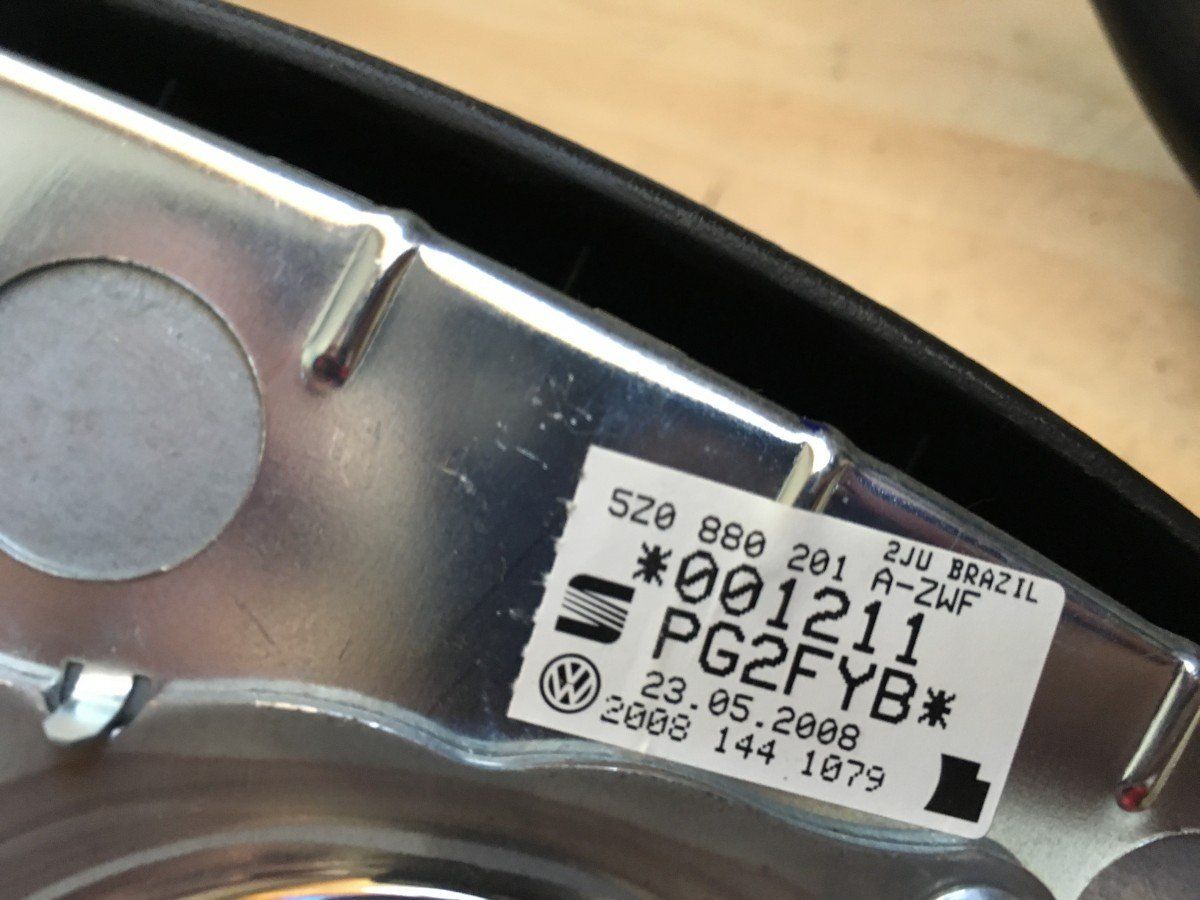 2JU BRAZIL
5Z0 880 201 A-ZWF
*001211
PG2FYB*
23.05.2008
2008 144 1079